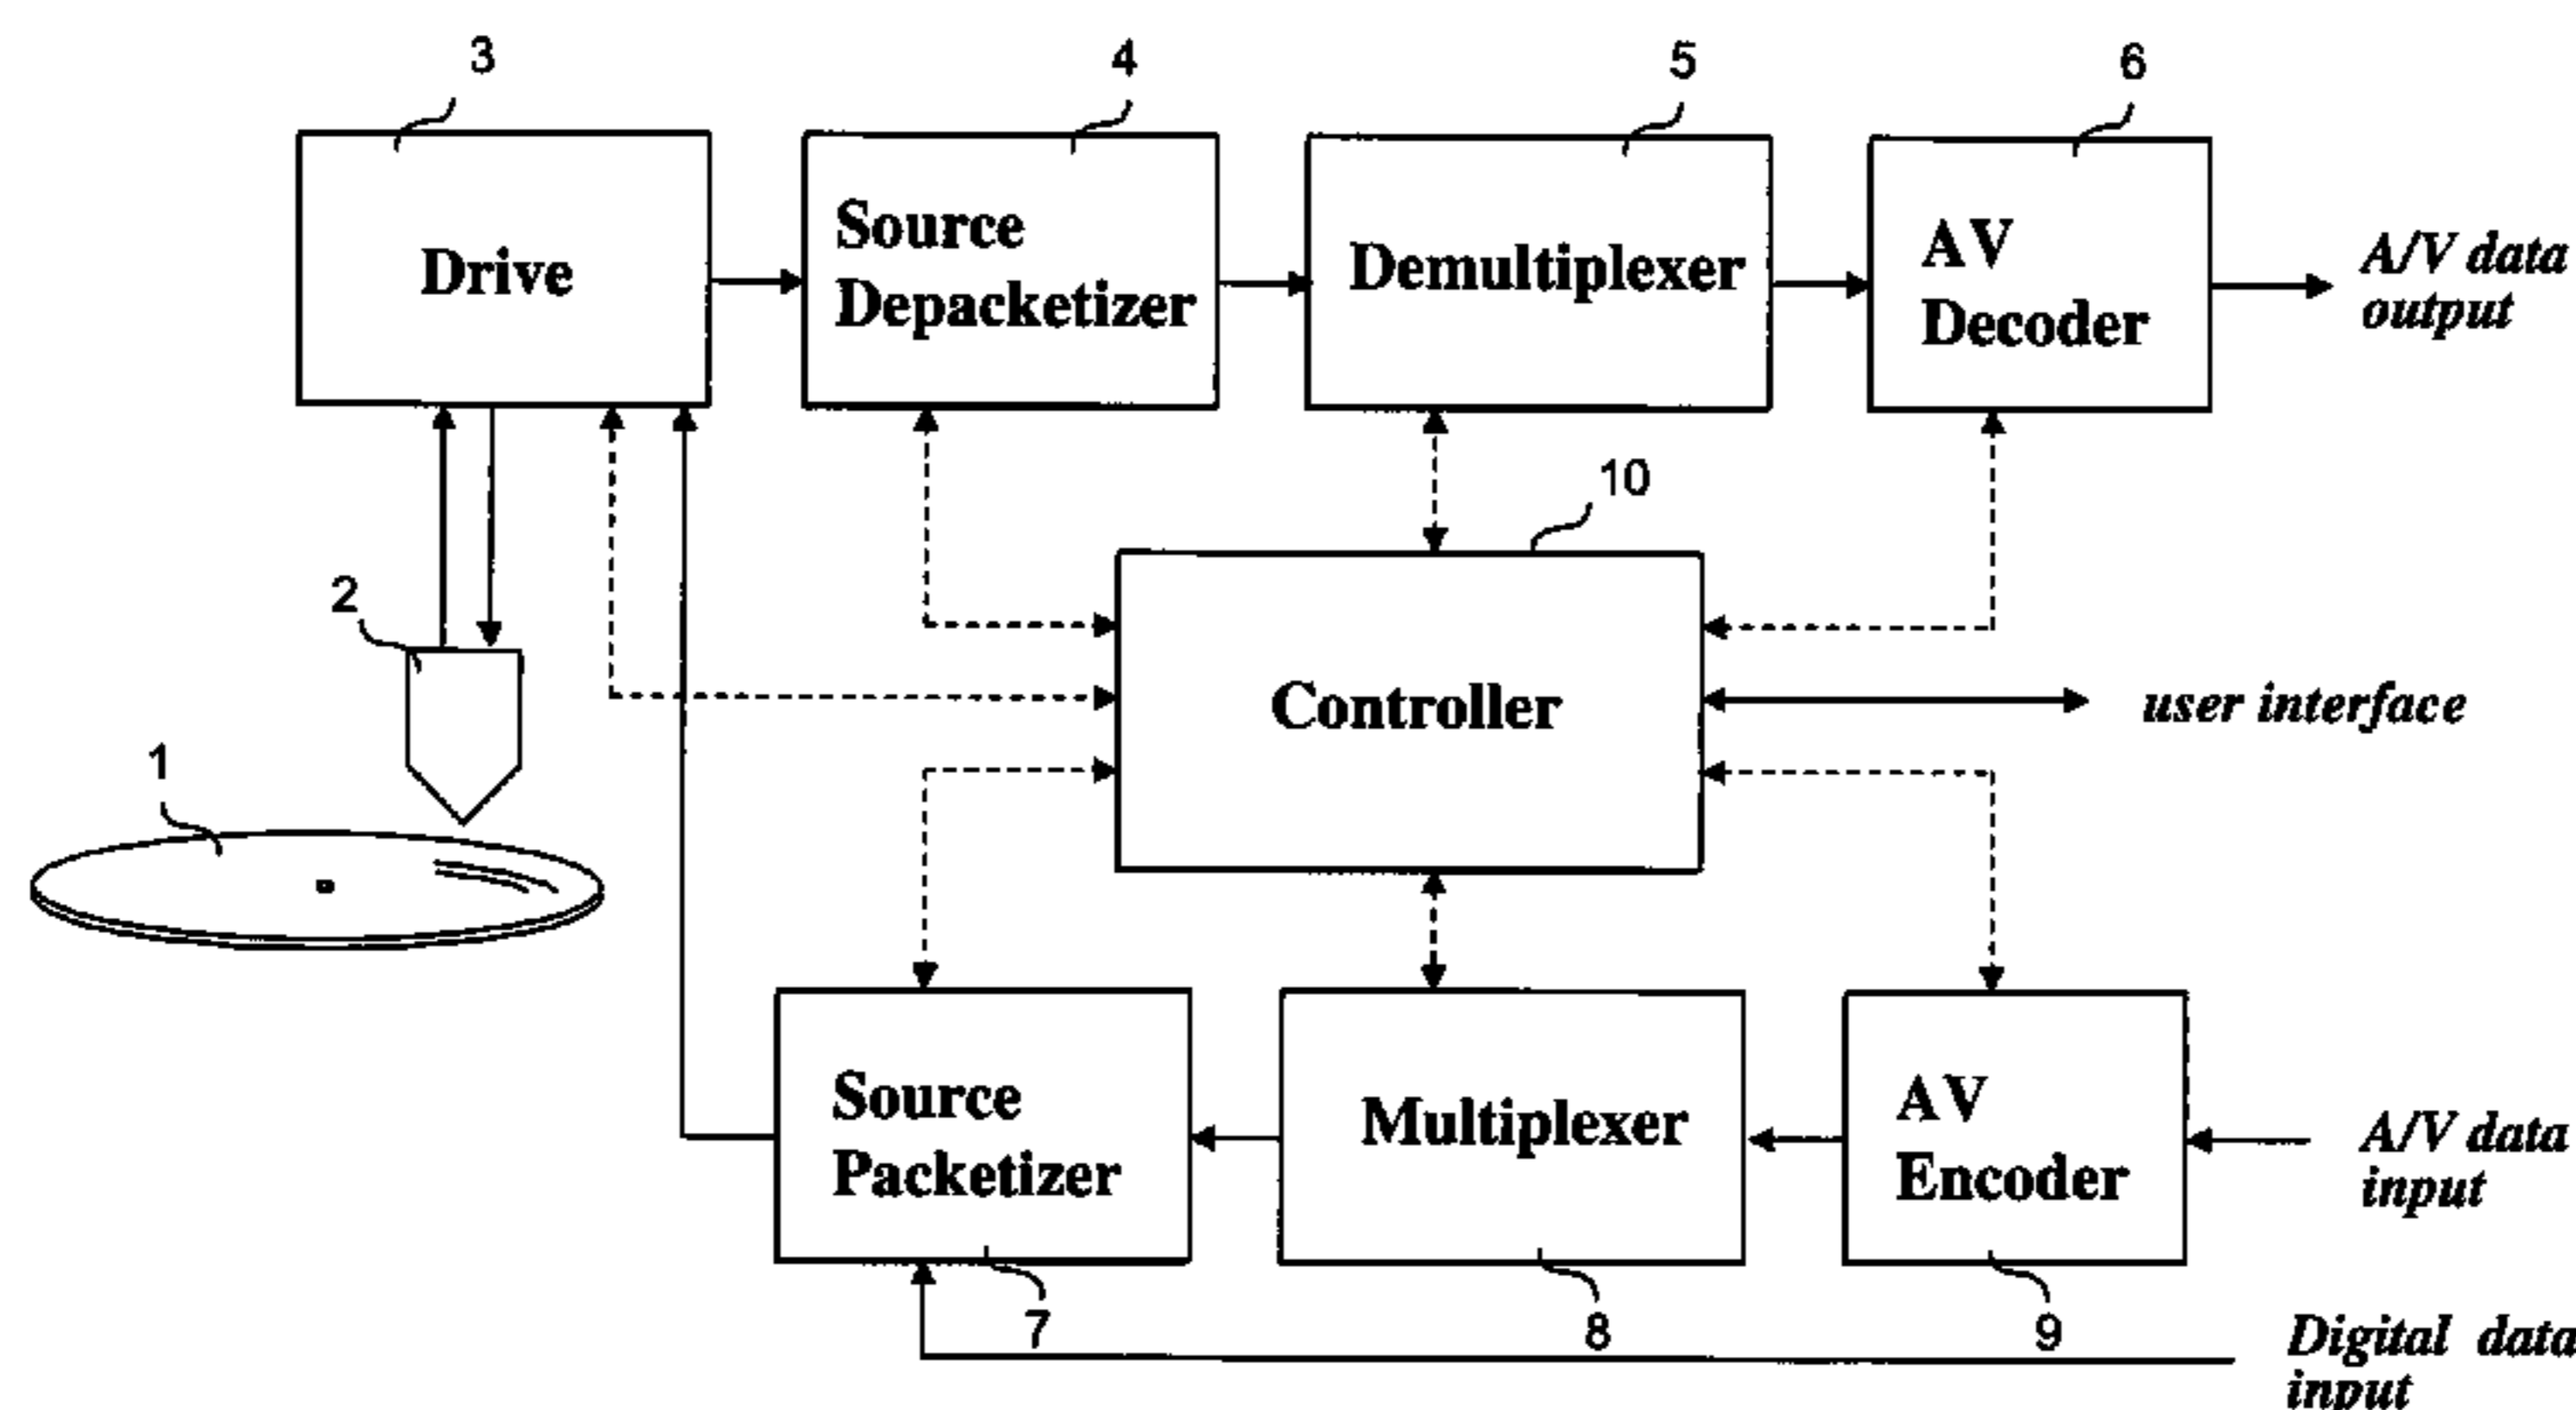 3
4
5
6
Drive
Source
Depacketizer
Demultiplexer
AV
Decoder
A/V data
output
10
2
Controller
user interface
1
Source
Packetizer
Multiplexer
AV
Encoder
A/V data
input
7
8
9
Digital data
input